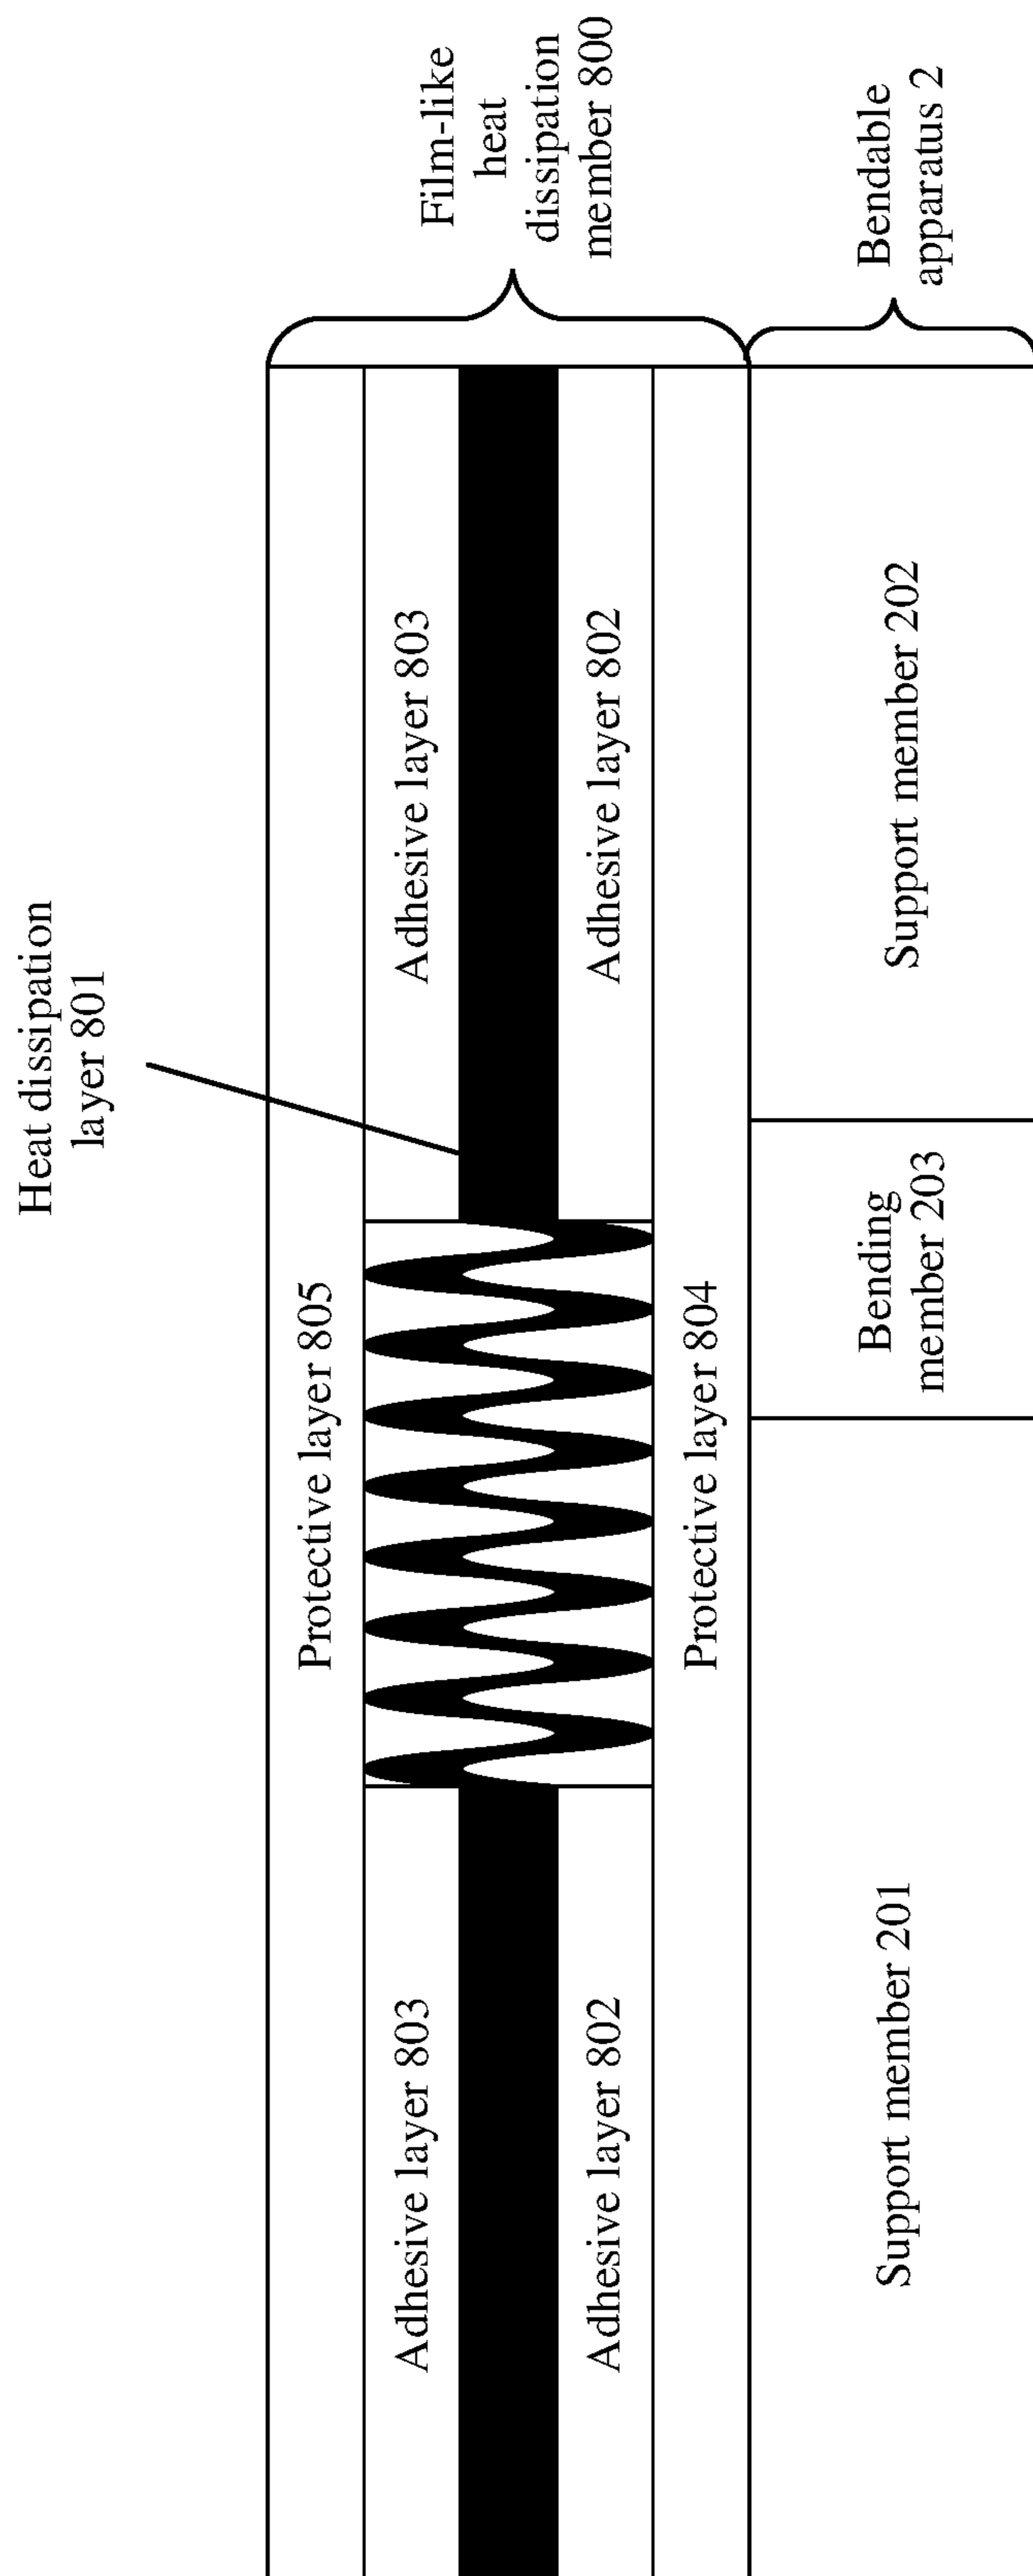 Heat dissipation
layer 801
Protective layer 805
Adhesive layer 803
Adhesive layer 803
Adhesive layer 802
Adhesive layer 802
Protective layer 804
Film-like
heat
dissipation
member 800
Support member 201
Bending
member 203
Support member 202
Bendable
apparatus 2